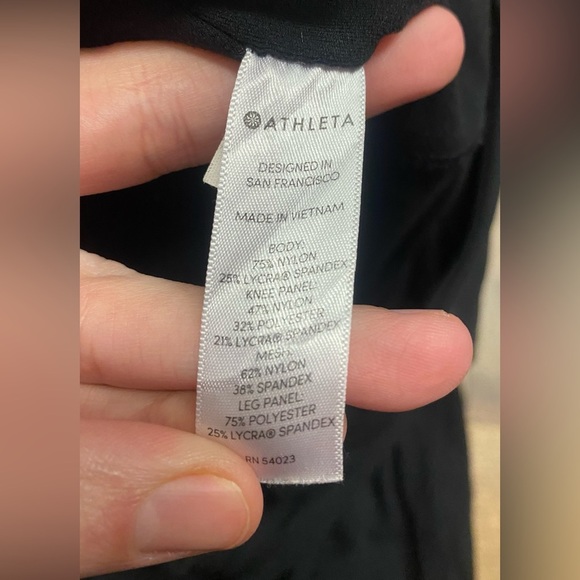 ATHLETA
DESIGNED IN
SAN FRANCISCO
MADE IN VIETNAM
BODY:
75% NYLON
25% LYCRA® SPANDEX
KNEE PANEL:
47% NYLON
32% POLYESTER
21% LYCRA® SPANDEX
MESH:
62% NYLON
38% SPANDEX
LEG PANEL:
75% POLYESTER
25% LYCRA® SPANDEX
RN 54023